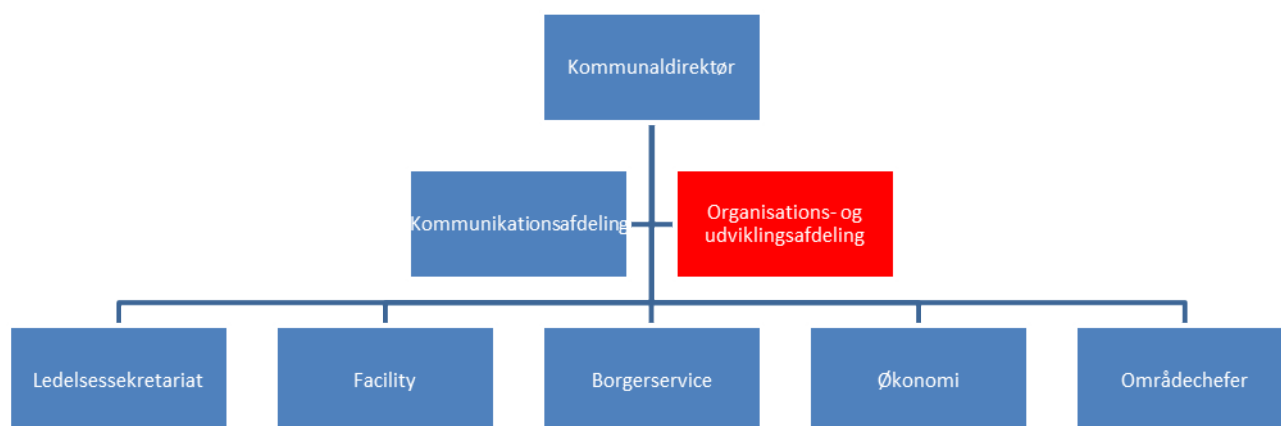 Kommunaldirektør
Kommunikationsafdeling
Organisations- og
udviklingsafdeling
Ledelsessekretariat
Facility
Borgerservice
Økonomi
Områdechefer